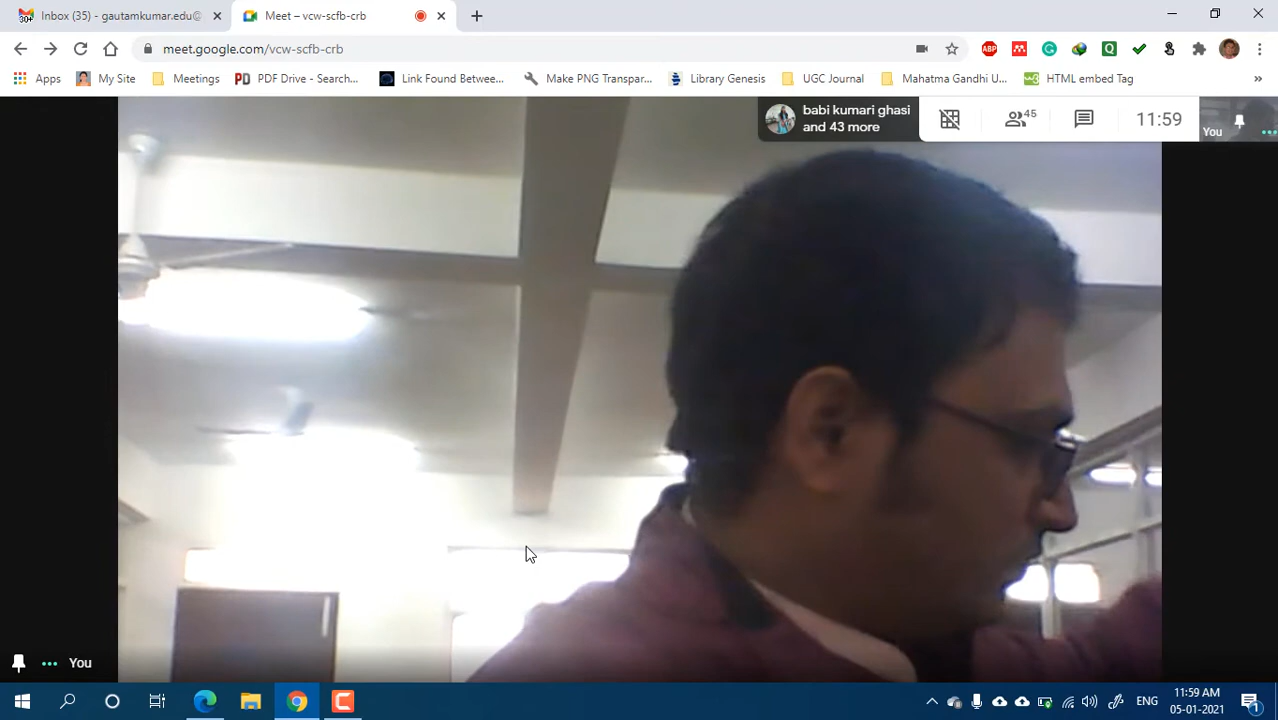 Inbox (35) - gautamkumar.edu@
Meet – vcw-scfb-crb
meet.google.com/vcw-scfb-crb
ABP
Apps
My Site
Meetings
PD
PDF Drive - Search...
Link Found Betwee...
Make PNG Transpar...
Library Genesis
UGC Journal
Mahatma Gandhi U...
HTML embed Tag
»
babi kumari ghasi
and 43 more
45
11:59
You
You
ENG
11:59 AM
05-01-2021